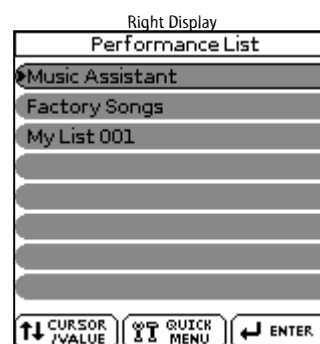 Right Display
Performance List
Music Assistant
Factory Songs
My List 001
CURSOR
/VALUE
QUICK
MENU
ENTER